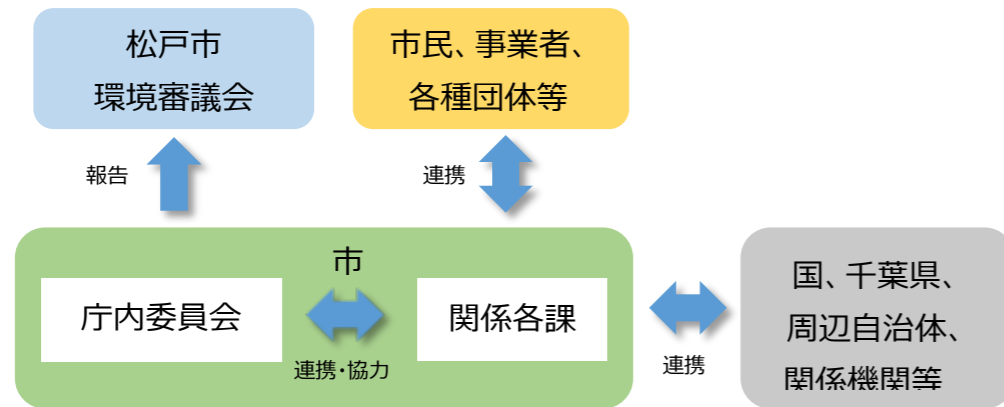 松戸市
環境審議会
市民、事業者、
各種団体等
報告
連携
市
庁内委員会
関係各課
連携・協力
連携
国、千葉県、
周辺自治体、
関係機関等